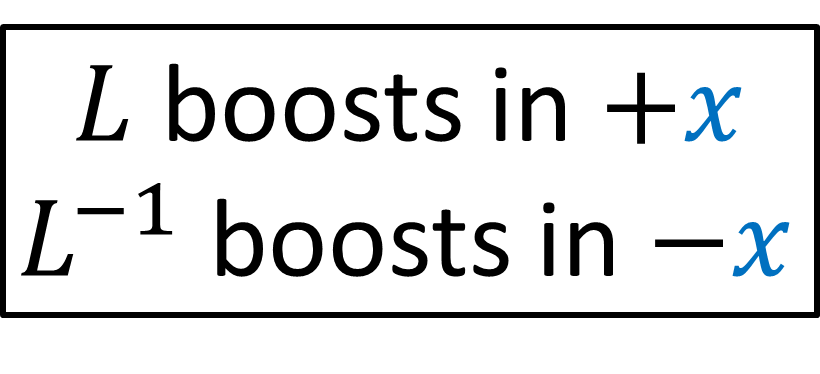 L boosts in +x
L⁻¹ boosts in −x